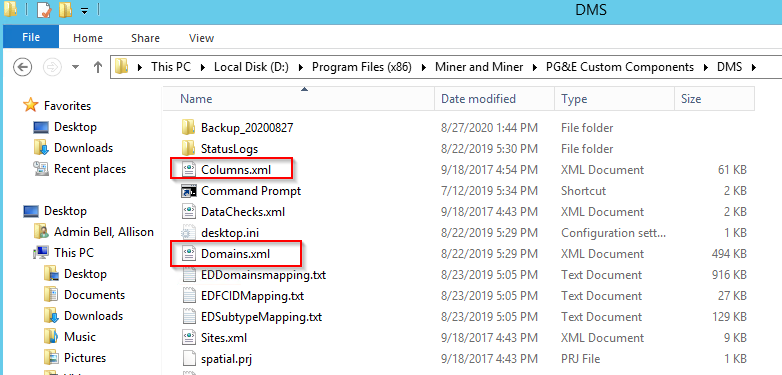 DMS
File Home Share View
This PC Local Disk (D:) Program Files (x86) Miner and Miner PG&E Custom Components DMS
Name Date modified Type Size
Favorites
Desktop
Downloads
Recent places
Desktop
Admin Bell, Allison
This PC
Desktop
Documents
Downloads
Music
Pictures
Backup_20200827 8/27/2020 1:44 PM File folder
StatusLogs 8/22/2019 5:30 PM File folder
Columns.xml 9/18/2017 4:54 PM XML Document 61 KB
Command Prompt 7/12/2019 5:34 PM Shortcut 2 KB
DataChecks.xml 9/18/2017 4:43 PM XML Document 2 KB
desktop.ini 8/22/2019 5:29 PM Configuration sett... 1 KB
Domains.xml 8/22/2019 5:29 PM XML Document 494 KB
EDDomainsmapping.txt 8/23/2019 5:05 PM Text Document 916 KB
EDFCIDMapping.txt 8/23/2019 5:05 PM Text Document 27 KB
EDSubtypeMapping.txt 8/23/2019 5:05 PM Text Document 129 KB
Sites.xml 9/18/2017 4:43 PM XML Document 9 KB
spatial.prj 9/18/2017 4:43 PM PRJ File 1 KB